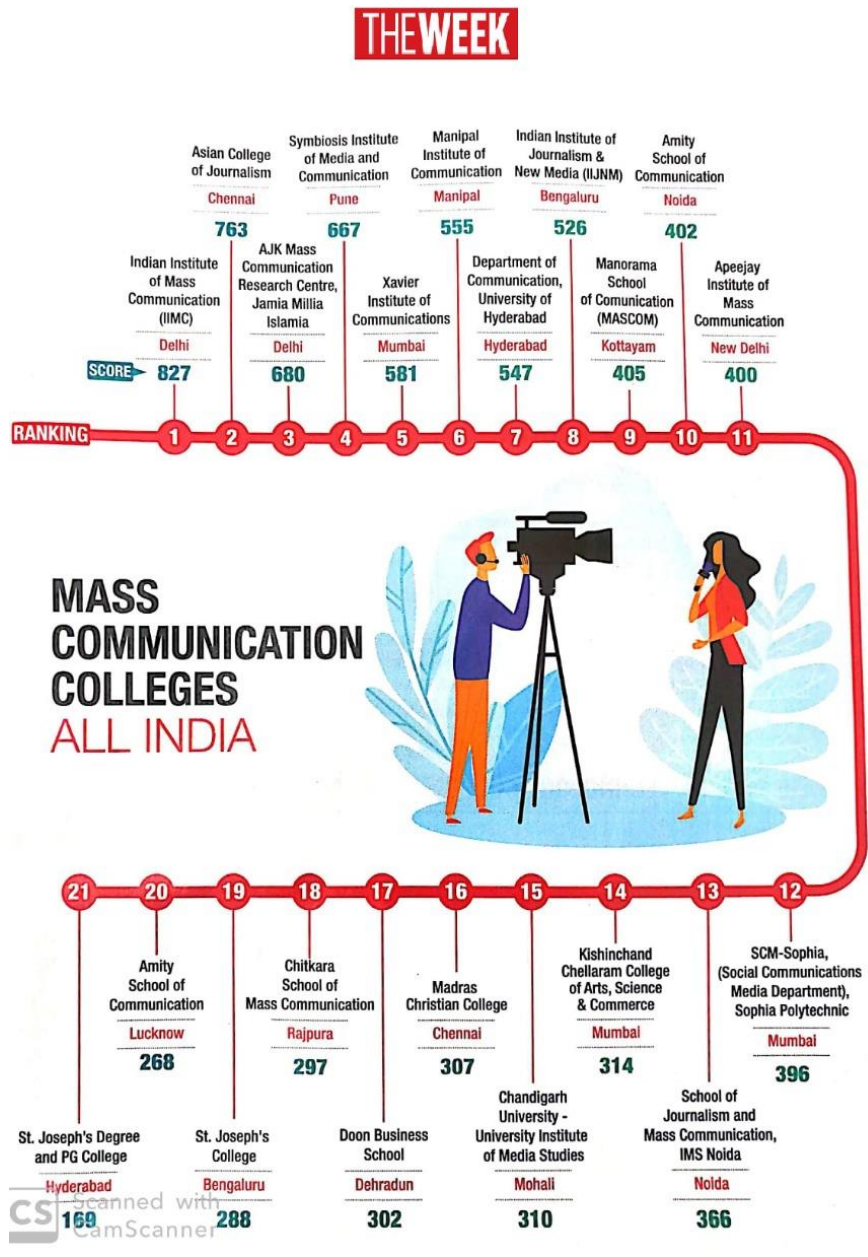 THEWEEK
Indian Institute
of Mass
Communication
(IIMC)
Delhi
SCORE
827
Asian College
of Journalism
Chennai
763
AJK Mass
Communication
Research Centre,
Jamia Millia
Islamia
Delhi
680
Symbiosis Institute
of Media and
Communication
Pune
667
Xavier
Institute of
Communications
Mumbai
581
Manipal
Institute of
Communication
Manipal
555
Department of
Communication,
University of
Hyderabad
Hyderabad
547
Indian Institute of
Journalism &
New Media (IIJNM)
Bengaluru
526
Manorama
School
of Comunication
(MASCOM)
Kottayam
405
Amity
School of
Communication
Noida
402
Apeejay
Institute of
Mass
Communication
New Delhi
400
RANKING 1 2 3 4 5 6 7 8 9 10 11
MASS
COMMUNICATION
COLLEGES
ALL INDIA
21 20 19 18 17 16 15 14 13 12
St. Joseph's Degree
and PG College
Hyderabad
169
Amity
School of
Communication
Lucknow
268
St. Joseph's
College
Bengaluru
288
Chitkara
School of
Mass Communication
Rajpura
297
Doon Business
School
Dehradun
302
Madras
Christian College
Chennai
307
Chandigarh
University -
University Institute
of Media Studies
Mohali
310
Kishinchand
Chellaram College
of Arts, Science
& Commerce
Mumbai
314
School of
Journalism and
Mass Communication,
IMS Noida
Noida
366
SCM-Sophia,
(Social Communications
Media Department),
Sophia Polytechnic
Mumbai
396
CS Scanned with
CamScanner